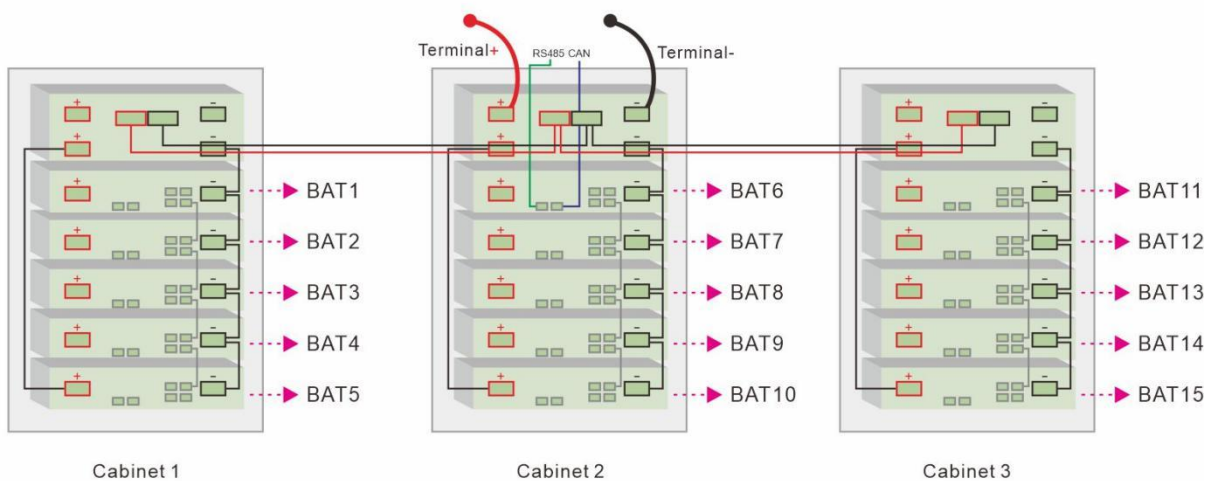 Terminal+
RS485 CAN
Terminal-
+ -
+ -
+ -
+ -
+ -
+ -
+ -
BAT1
BAT2
BAT3
BAT4
BAT5
+ -
+ -
+ -
+ -
+ -
+ -
+ -
BAT6
BAT7
BAT8
BAT9
BAT10
+ -
+ -
+ -
+ -
+ -
+ -
+ -
BAT11
BAT12
BAT13
BAT14
BAT15
Cabinet 1
Cabinet 2
Cabinet 3